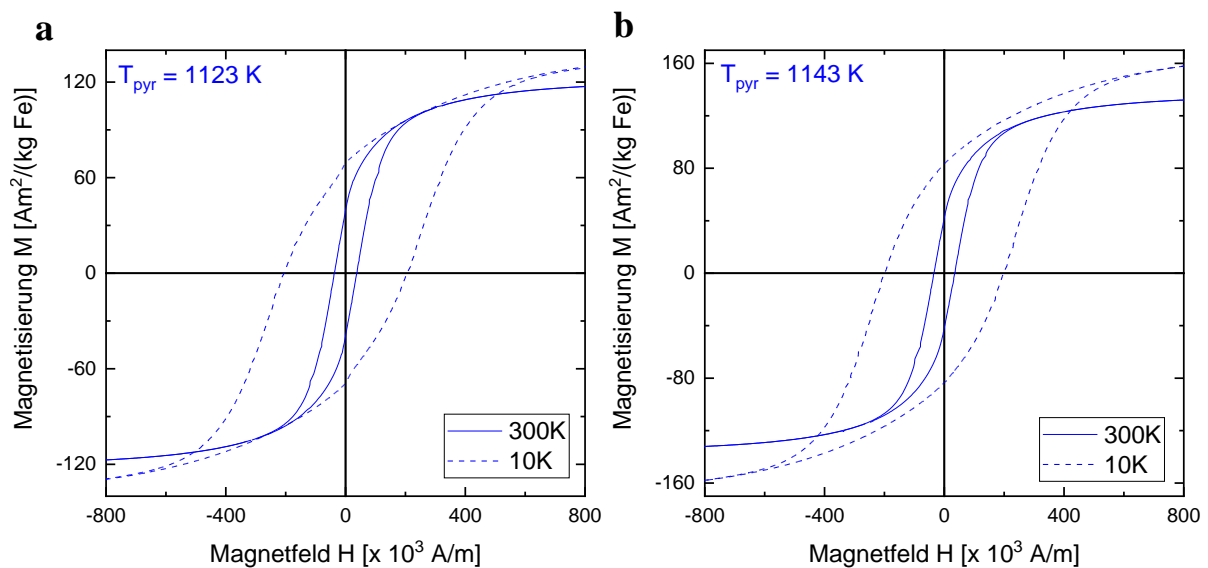 a
T_pyr = 1123 K
Magnetisierung M [Am²/(kg Fe)]
120
60
0
-60
-120
-800
-400
0
400
800
Magnetfeld H [x 10³ A/m]
300K
10K
b
T_pyr = 1143 K
Magnetisierung M [Am²/(kg Fe)]
160
80
0
-80
-160
-800
-400
0
400
800
Magnetfeld H [x 10³ A/m]
300K
10K